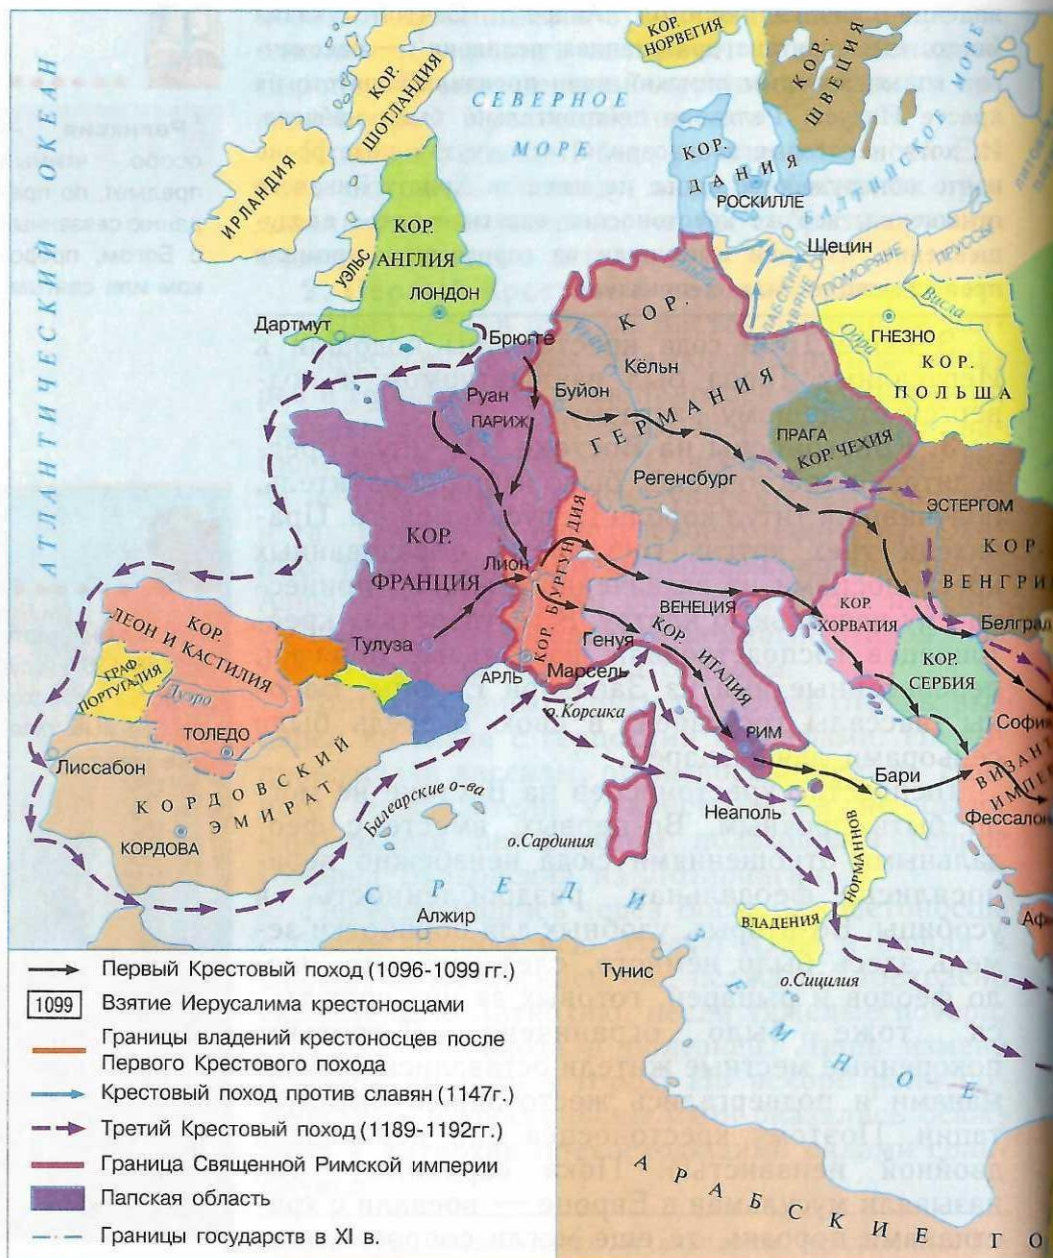 АТЛАНТИЧЕСКИЙ ОКЕАН
КОР.
НОРВЕГИЯ
КОР.
ШВЕЦИЯ
МОРЕ
КОР.
ШОТЛАНДИЯ
СЕВЕРНОЕ
МОРЕ
КОР.
ДАНИЯ
РОСКИЛЛЕ
ИРЛАНДИЯ
УЭЛЬС
КОР.
АНГЛИЯ
ЛОНДОН
Щецин
ПОМОРЯНЕ
ПРУССЫ
Дартмут
Брюгге
КОР.
ГЕРМАНИЯ
Висла
Одра
ГНЕЗНО
КОР.
ПОЛЬША
Кёльн
Буйон
Руан
ПАРИЖ
ПРАГА
КОР. ЧЕХИЯ
Регенсбург
ЭСТЕРГОМ
КОР.
ВЕНГРИ
КОР.
ФРАНЦИЯ
Лион
КОР. БУРГУНДИЯ
ВЕНЕЦИЯ
КОР.
ХОРВАТИЯ
Белград
КОР.
ЛЕОН И КАСТИЛИЯ
ГРАФ.
ПОРТУГАЛИЯ
Дуэро
Тулуза
Генуя
КОР. ИТАЛИЯ
КОР.
СЕРБИЯ
АРЛЬ
Марсель
о.Корсика
Софи
ТОЛЕДО
Лиссабон
РИМ
ВИЗАНТ
ИМПЕР
Бари
Фессалон
КОРДОВСКИЙ
ЭМИРАТ
КОРДОВА
Балеарские о-ва
Неаполь
о.Сардиния
НОРМАННОВ
ВЛАДЕНИЯ
СРЕДИ
Алжир
Тунис
о.Сицилия
Аф
ЗЕМНОЕ
АРАБСКИЕ ГО
Первый Крестовый поход (1096-1099 гг.)
1099 Взятие Иерусалима крестоносцами
Границы владений крестоносцев после
Первого Крестового похода
Крестовый поход против славян (1147г.)
Третий Крестовый поход (1189-1192гг.)
Граница Священной Римской империи
Папская область
Границы государств в XI в.